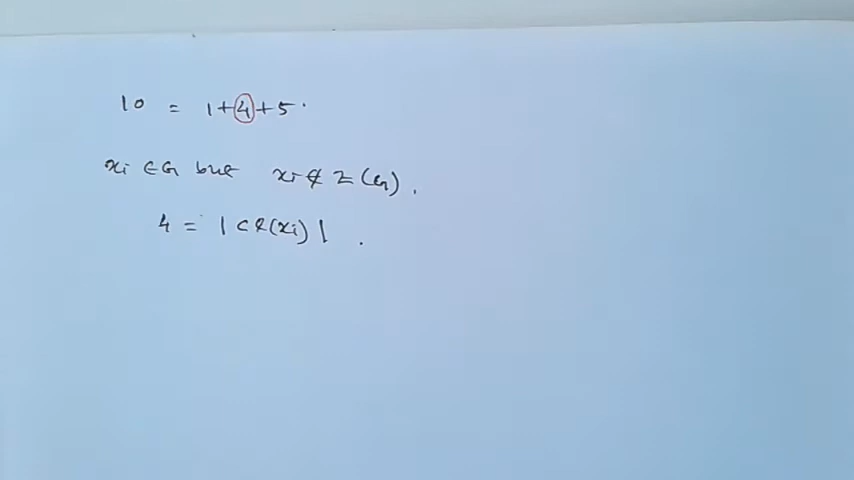 10 = 1+4+5.
xi ∈ G but xi ∉ Z(G).
4 = |cl(xi)|.